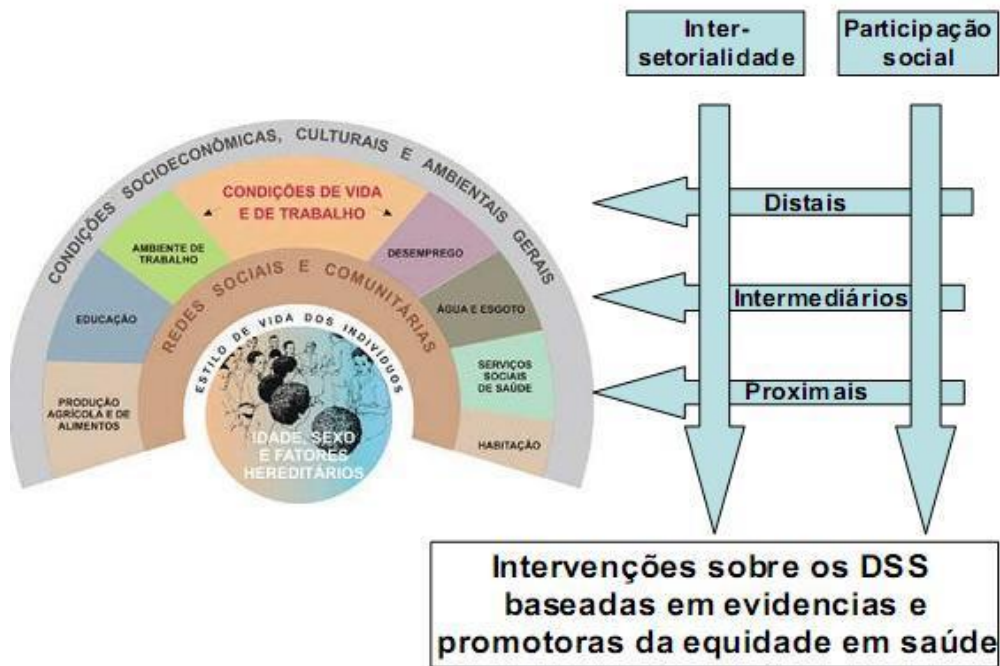 Inter-
setorialidade
Participação
social
CONDIÇÕES SOCIOECONÔMICAS, CULTURAIS E AMBIENTAIS GERAIS
CONDIÇÕES DE VIDA
E DE TRABALHO
AMBIENTE DE
TRABALHO
DESEMPREGO
EDUCAÇÃO
ÁGUA E ESGOTO
PRODUÇÃO
AGRÍCOLA E DE
ALIMENTOS
SERVIÇOS
SOCIAIS
DE SAÚDE
HABITAÇÃO
REDES SOCIAIS E COMUNITÁRIAS
ESTILO DE VIDA DOS INDIVÍDUOS
IDADE, SEXO
E FATORES
HEREDITÁRIOS
Distais
Intermediários
Proximais
Intervenções sobre os DSS
baseadas em evidencias e
promotoras da equidade em saúde